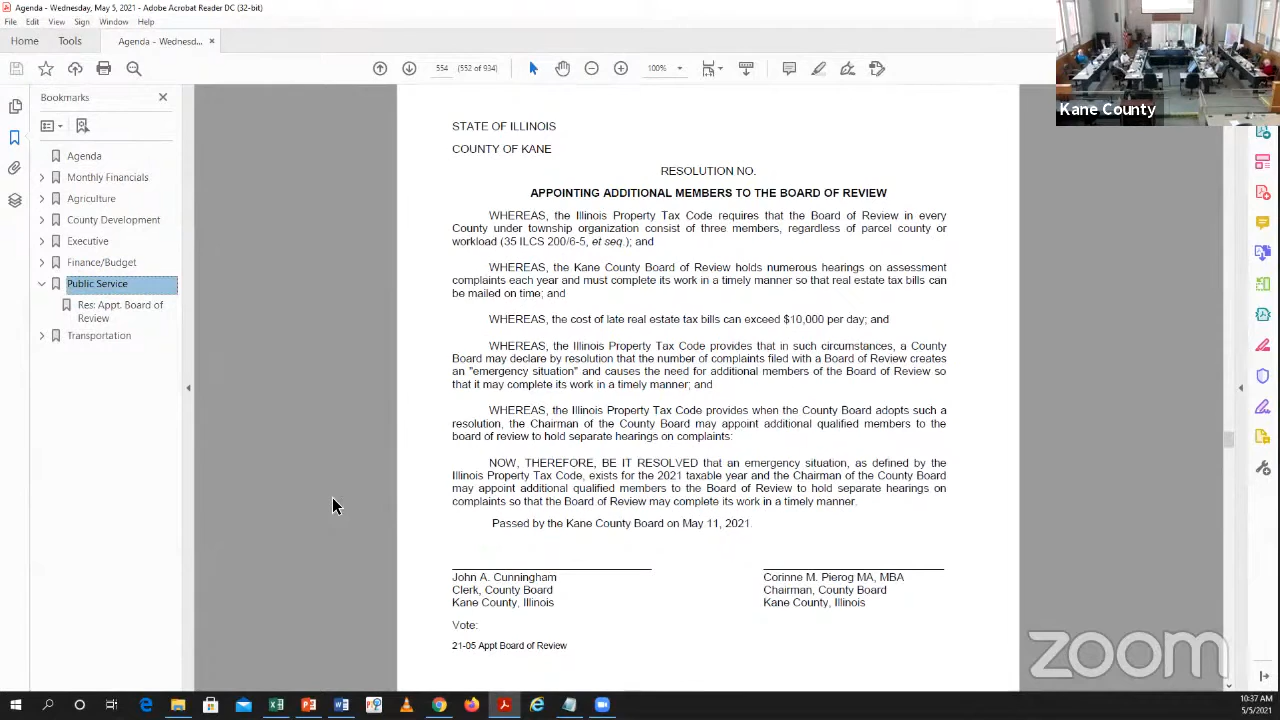 Agenda - Wednesday, May 5, 2021 - Adobe Acrobat Reader DC (32-bit)
File Edit View Sign Window Help
Home Tools Agenda - Wednesd... ×
554 (552 of 934) 100%
Kane County
Bookmarks
Agenda
Monthly Financials
Agriculture
County Development
Executive
Finance/Budget
Public Service
Res: Appt. Board of
Review
Transportation
STATE OF ILLINOIS
COUNTY OF KANE
RESOLUTION NO.
APPOINTING ADDITIONAL MEMBERS TO THE BOARD OF REVIEW
WHEREAS, the Illinois Property Tax Code requires that the Board of Review in every
County under township organization consist of three members, regardless of parcel county or
workload (35 ILCS 200/6-5, et seq.); and
WHEREAS, the Kane County Board of Review holds numerous hearings on assessment
complaints each year and must complete its work in a timely manner so that real estate tax bills can
be mailed on time; and
WHEREAS, the cost of late real estate tax bills can exceed $10,000 per day; and
WHEREAS, the Illinois Property Tax Code provides that in such circumstances, a County
Board may declare by resolution that the number of complaints filed with a Board of Review creates
an "emergency situation" and causes the need for additional members of the Board of Review so
that it may complete its work in a timely manner; and
WHEREAS, the Illinois Property Tax Code provides when the County Board adopts such a
resolution, the Chairman of the County Board may appoint additional qualified members to the
board of review to hold separate hearings on complaints:
NOW, THEREFORE, BE IT RESOLVED that an emergency situation, as defined by the
Illinois Property Tax Code, exists for the 2021 taxable year and the Chairman of the County Board
may appoint additional qualified members to the Board of Review to hold separate hearings on
complaints so that the Board of Review may complete its work in a timely manner.
Passed by the Kane County Board on May 11, 2021.
John A. Cunningham
Clerk, County Board
Kane County, Illinois
Corinne M. Pierog MA, MBA
Chairman, County Board
Kane County, Illinois
Vote:
21-05 Appt Board of Review
zoom
10:37 AM
5/5/2021